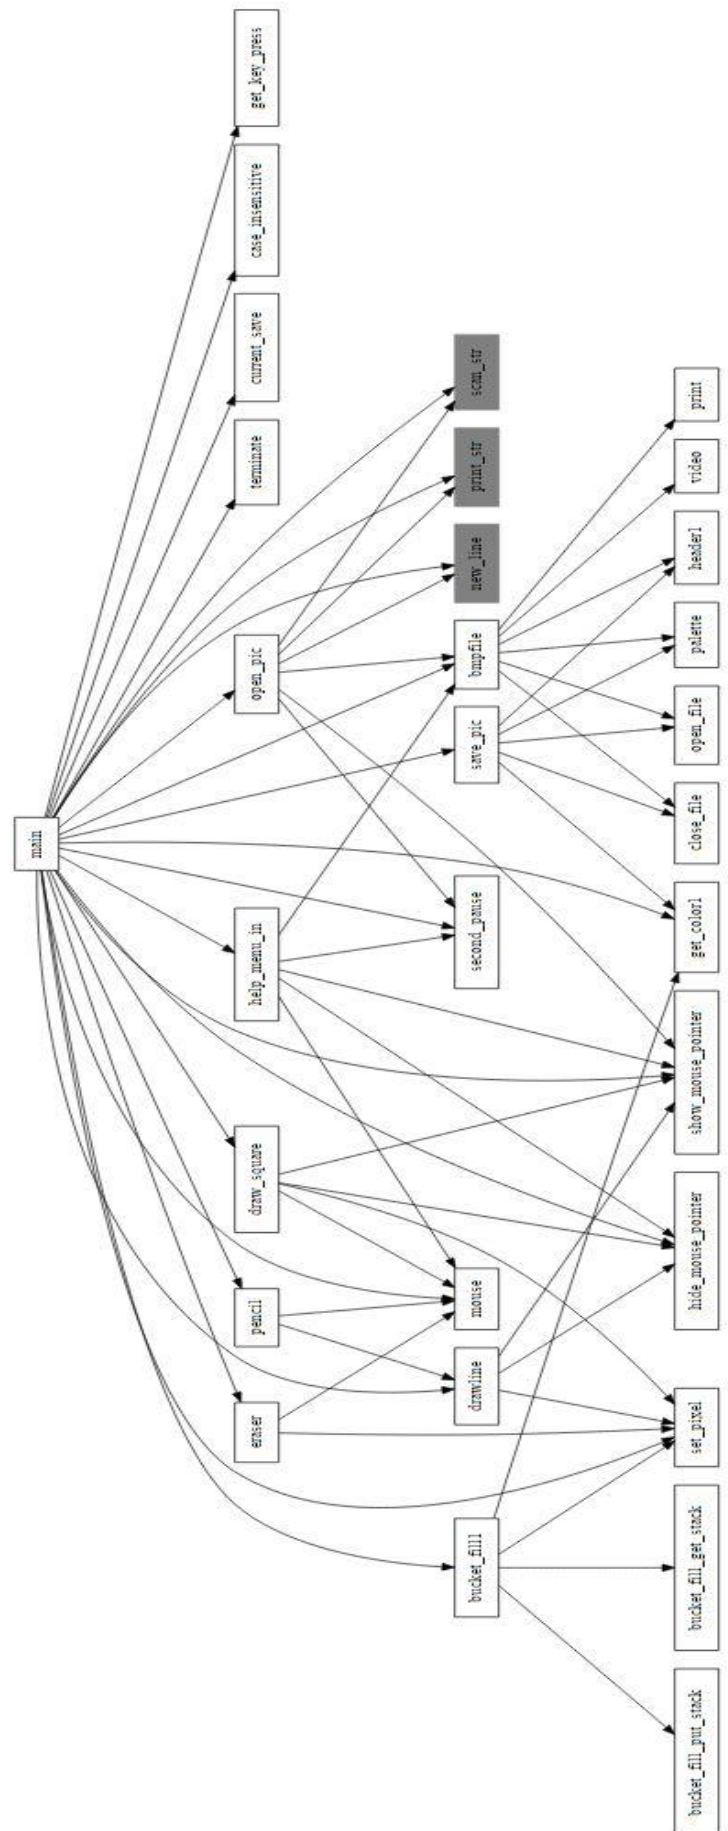 main
get_key_press
case_insensitive
current_save
terminate
open_pic
help_menu_in
draw_square
pencil
eraser
scan_str
print_str
new_line
bmpfile
save_pic
second_pause
mouse
drawline
bucket_fill1
print
video
header1
palette
open_file
close_file
get_color1
show_mouse_pointer
hide_mouse_pointer
set_pixel
bucket_fill_get_stack
bucket_fill_put_stack